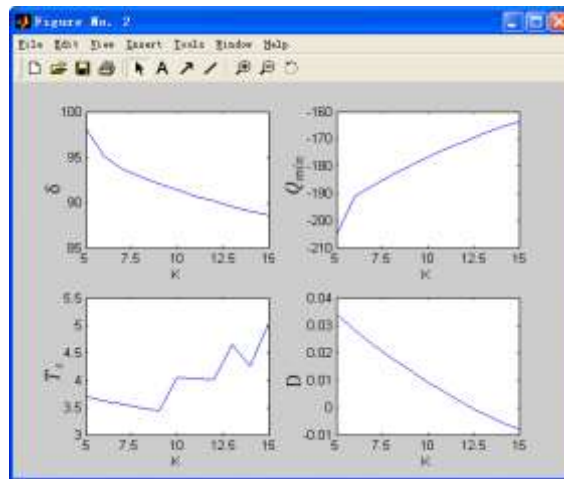 Figure No. 2
File Edit View Insert Tools Window Help
A
100
95
90
85
δ
5 7.5 10 12.5 15
K
-160
-170
-180
-190
-200
-210
Qmin
5 7.5 10 12.5 15
K
5.5
5
4.5
4
3.5
3
Ts
5 7.5 10 12.5 15
K
0.04
0.03
0.02
0.01
0
-0.01
D
5 7.5 10 12.5 15
K